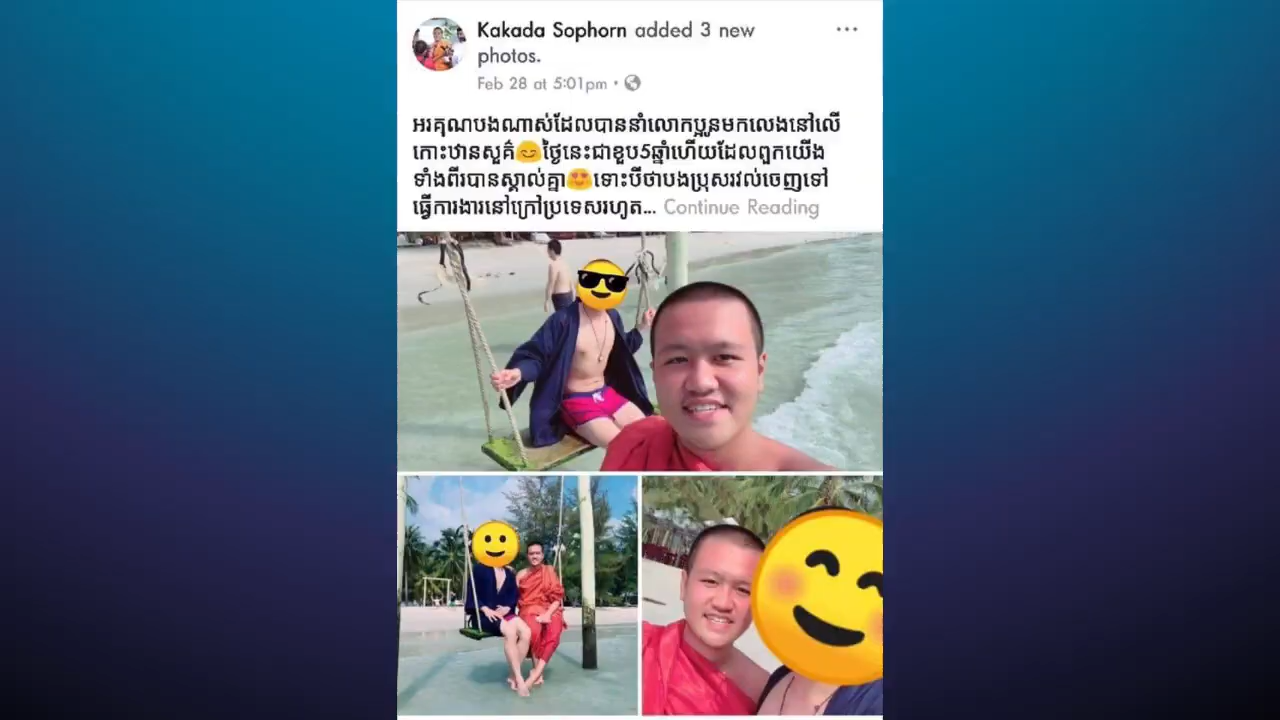 Kakada Sophorn added 3 new
photos.
Feb 28 at 5:01pm
អរគុណបងណាស់ដែលបាននាំលោកប្អូនមកលេងនៅលើ
កោះឋានសួគ៌😊ថ្ងៃនេះជាខួប5ឆ្នាំហើយដែលពួកយើង
ទាំងពីរបានស្គាល់គ្នា😍ទោះបីថាបងប្រុសរវល់ចេញទៅ
ធ្វើការងារនៅក្រៅប្រទេសរហូត... Continue Reading